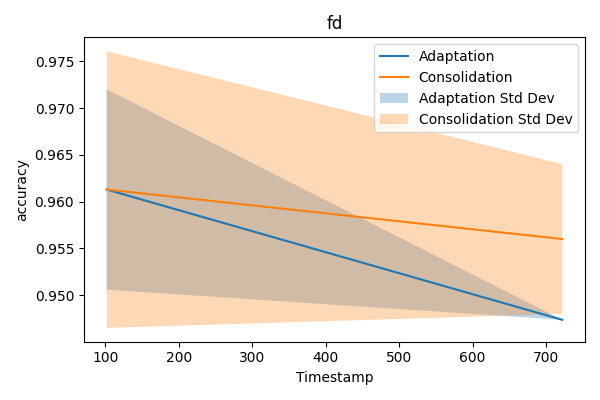 fd
Adaptation
Consolidation
Adaptation Std Dev
Consolidation Std Dev
accuracy
0.975
0.970
0.965
0.960
0.955
0.950
100 200 300 400 500 600 700
Timestamp